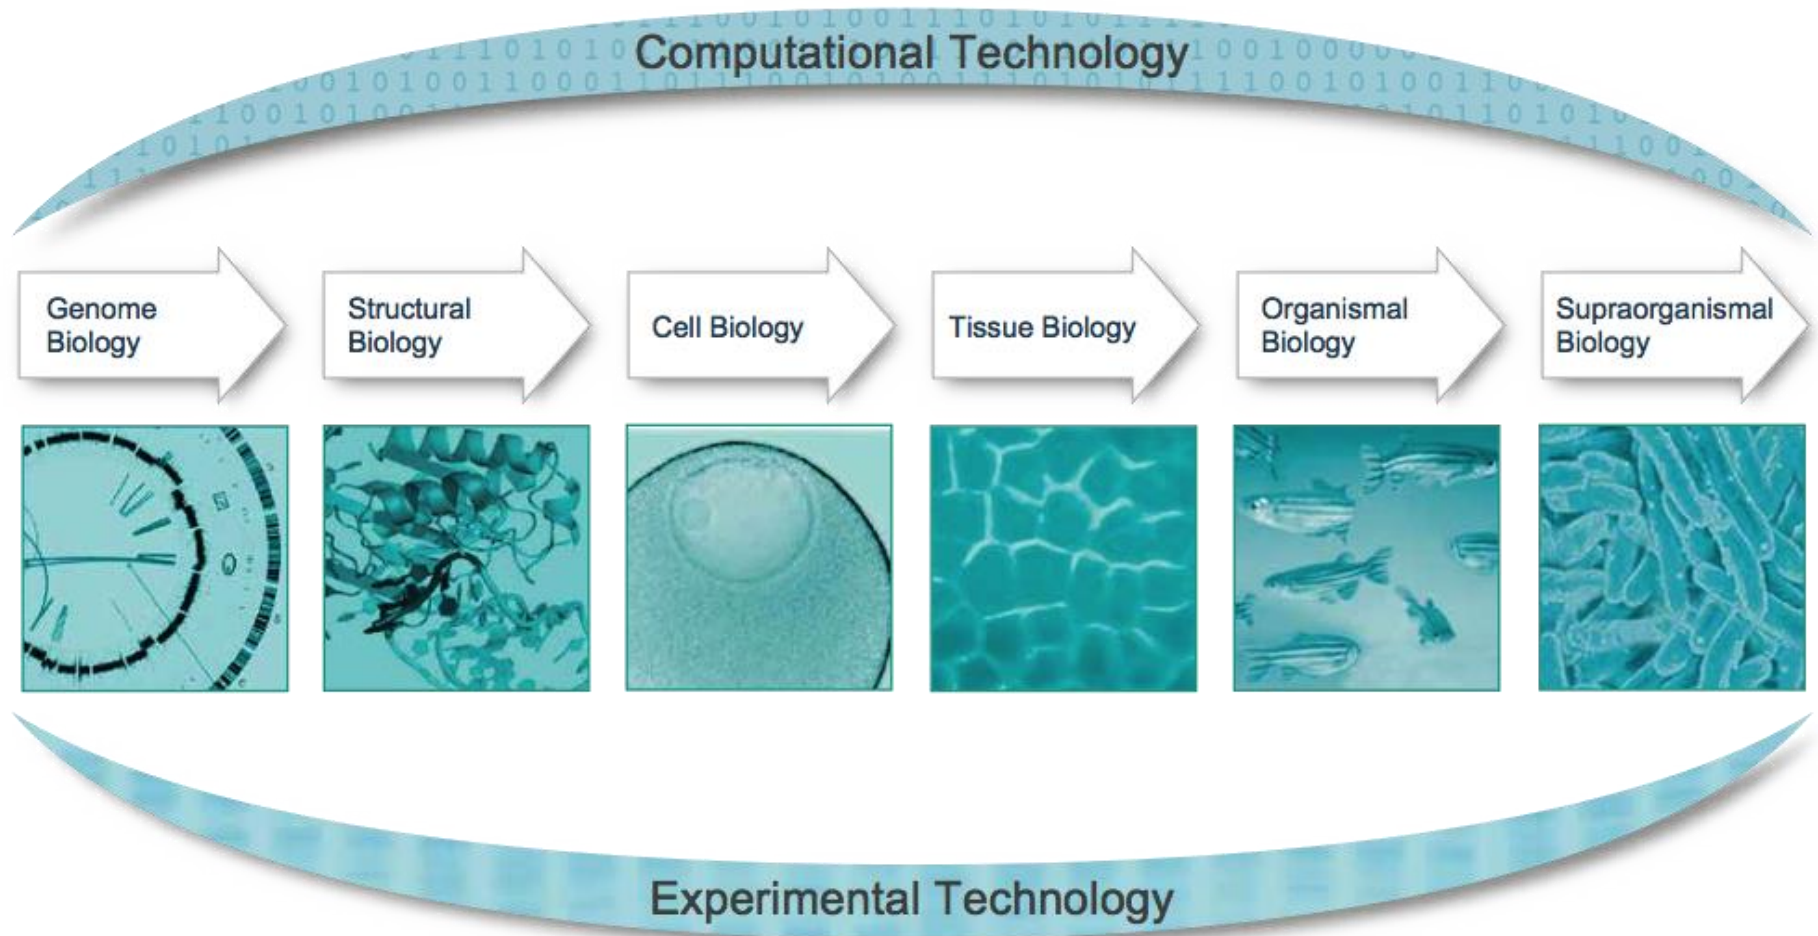 Computational Technology
Genome
Biology
Structural
Biology
Cell Biology
Tissue Biology
Organismal
Biology
Supraorganismal
Biology
Experimental Technology